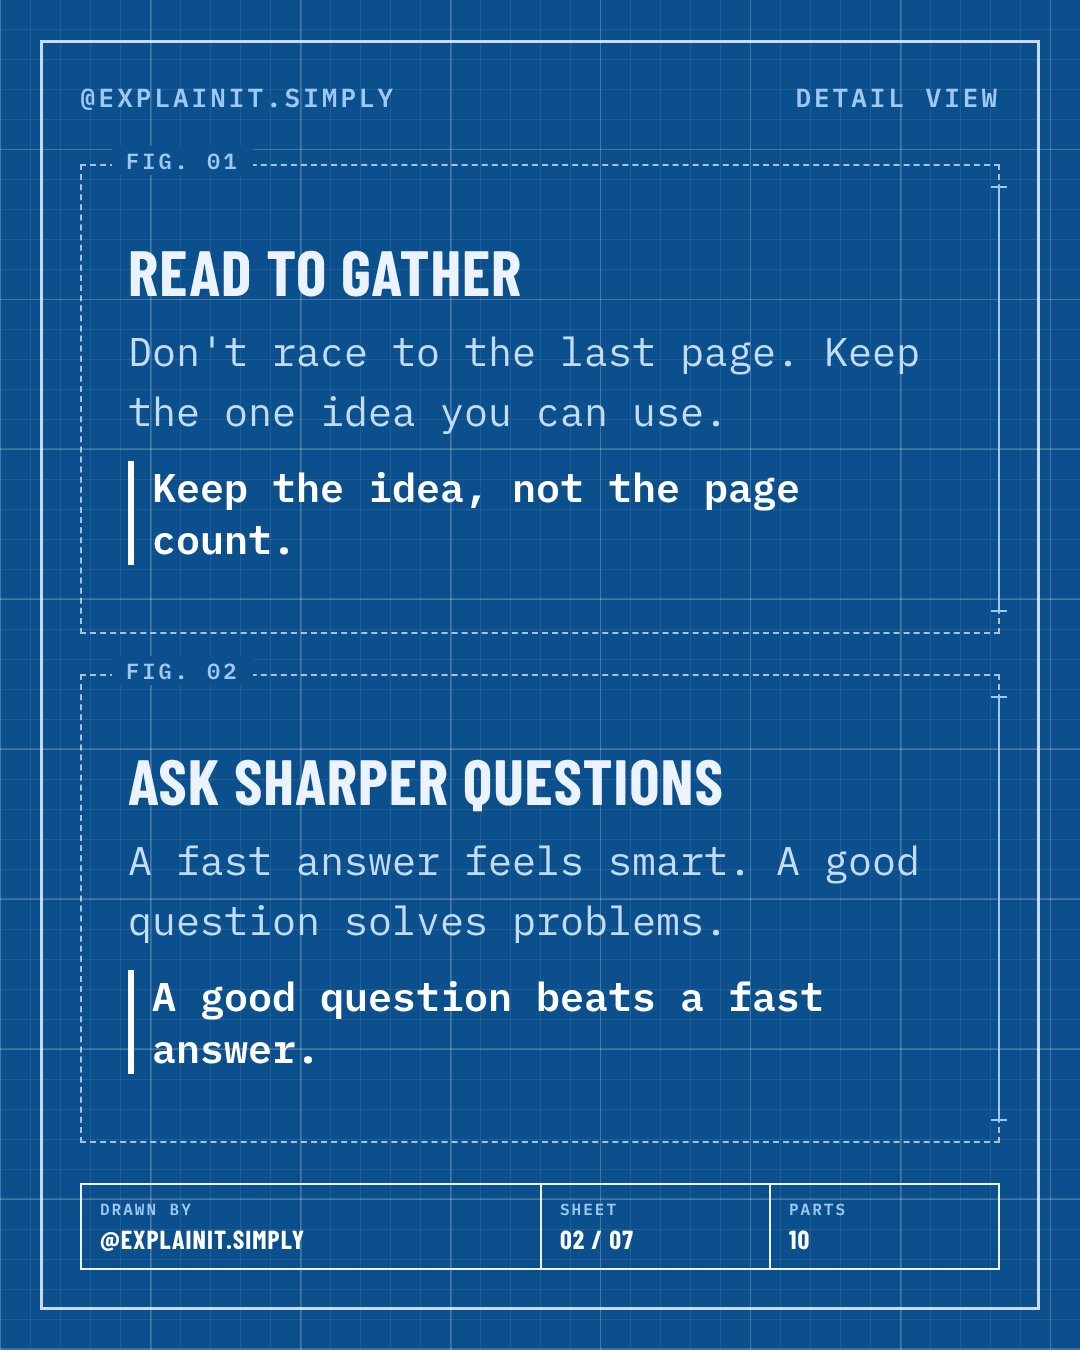 @EXPLAINIT.SIMPLY
DETAIL VIEW
FIG. 01
READ TO GATHER
Don't race to the last page. Keep
the one idea you can use.
Keep the idea, not the page
count.
FIG. 02
ASK SHARPER QUESTIONS
A fast answer feels smart. A good
question solves problems.
A good question beats a fast
answer.
DRAWN BY
@EXPLAINIT.SIMPLY
SHEET
02 / 07
PARTS
10